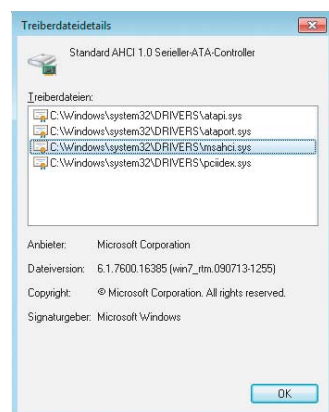 Treiberdateidetails
Standard AHCI 1.0 Serieller-ATA-Controller
Treiberdateien:
C:\Windows\system32\DRIVERS\atapi.sys
C:\Windows\system32\DRIVERS\ataport.sys
C:\Windows\system32\DRIVERS\msahci.sys
C:\Windows\system32\DRIVERS\pciidex.sys
Anbieter: Microsoft Corporation
Dateiversion: 6.1.7600.16385 (win7_rtm.090713-1255)
Copyright: © Microsoft Corporation. All rights reserved.
Signaturgeber: Microsoft Windows
OK